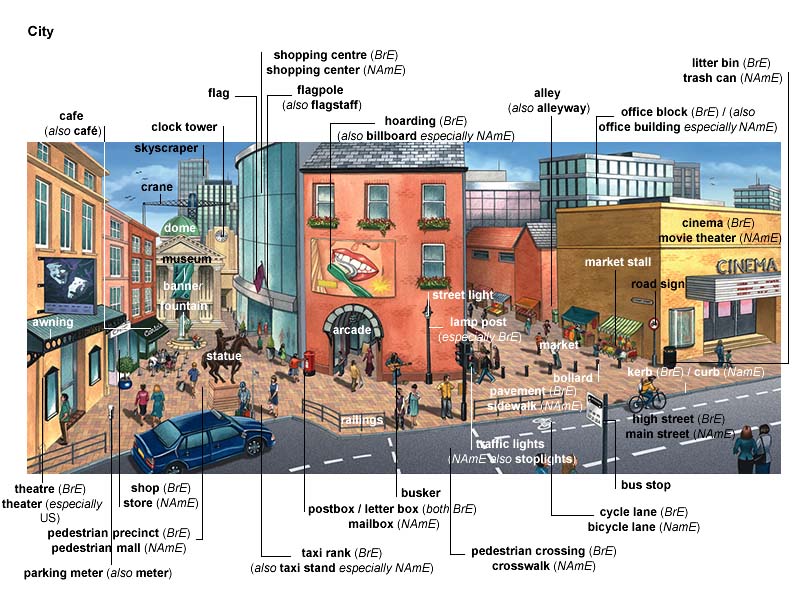 City
shopping centre (BrE)
shopping center (NAmE)
litter bin (BrE)
trash can (NAmE)
flag
flagpole
(also flagstaff)
alley
(also alleyway)
cafe
(also café)
clock tower
hoarding (BrE)
(also billboard especially NAmE)
office block (BrE) / (also
office building especially NAmE)
skyscraper
crane
dome
museum
banner
fountain
cinema (BrE)
movie theater (NAmE)
market stall
CINEMA
road sign
street light
awning
arcade
lamp post
(especially BrE)
market
statue
bollard
kerb (BrE) / curb (NAmE)
pavement (BrE)
sidewalk (NAmE)
railings
high street (BrE)
main street (NAmE)
traffic lights
(NAmE also stoplights)
bus stop
theatre (BrE)
theater (especially
US)
shop (BrE)
store (NAmE)
busker
postbox / letter box (both BrE)
mailbox (NAmE)
cycle lane (BrE)
bicycle lane (NamE)
pedestrian precinct (BrE)
pedestrian mall (NAmE)
taxi rank (BrE)
(also taxi stand especially NAmE)
pedestrian crossing (BrE)
crosswalk (NAmE)
parking meter (also meter)